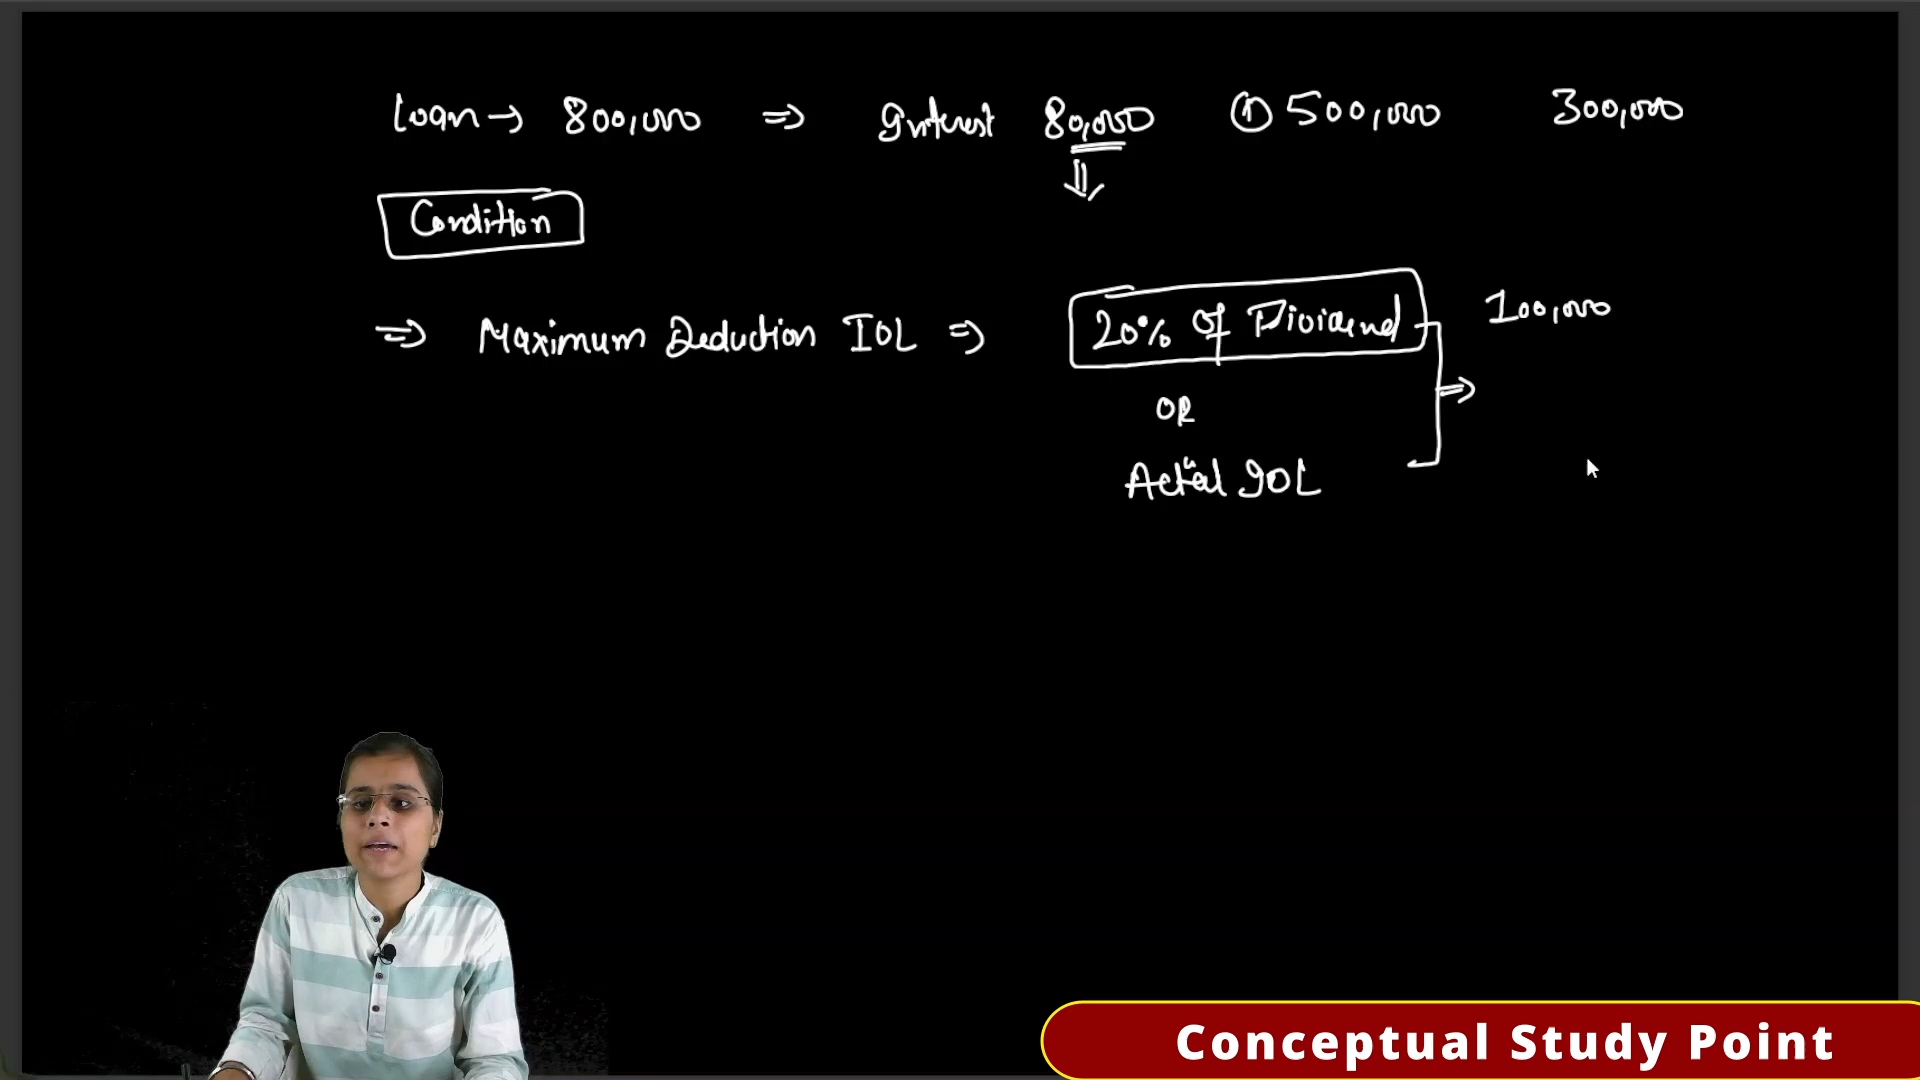 Loan → 800,000 ⇒ Interest 80,000 ① 500,000 300,000
⇓
Condition
⇒ Maximum Deduction IOL ⇒ 20% Of Dividend 100,000
OR ⇒
Actual IOL
Conceptual Study Point